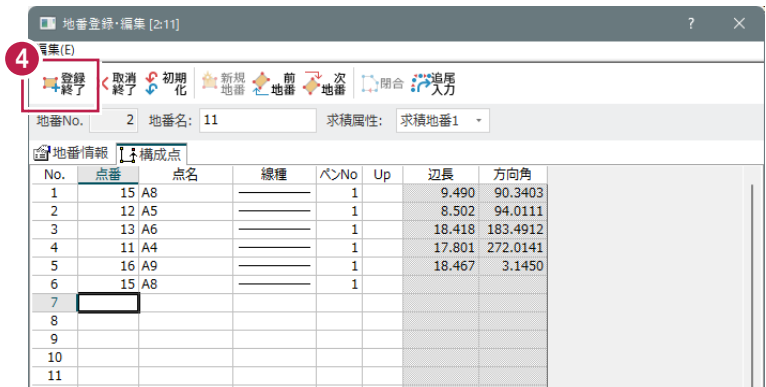 地番登録・編集 [2:11]
編集(E)
4
登録終了 取消終了 初期化 新規地番 前地番 次地番 閉合 追尾入力
地番No. 2 地番名: 11 求積属性: 求積地番1
地番情報 構成点
No. 点番 点名 線種 ペンNo Up 辺長 方向角
1 15 A8 1 9.490 90.3403
2 12 A5 1 8.502 94.0111
3 13 A6 1 18.418 183.4912
4 11 A4 1 17.801 272.0141
5 16 A9 1 18.467 3.1450
6 15 A8 1
7
8
9
10
11